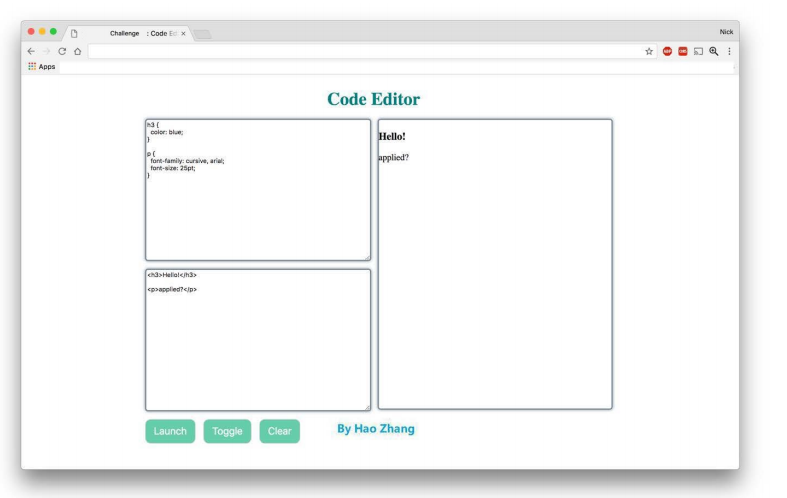 Challenge : Code Ed
Nick
Apps
Code Editor
h3 {
color: blue;
}
p {
font-family: cursive, arial;
font-size: 25pt;
}
Hello!
applied?
<h3>Hello!</h3>
<p>applied?</p>
Launch Toggle Clear
By Hao Zhang